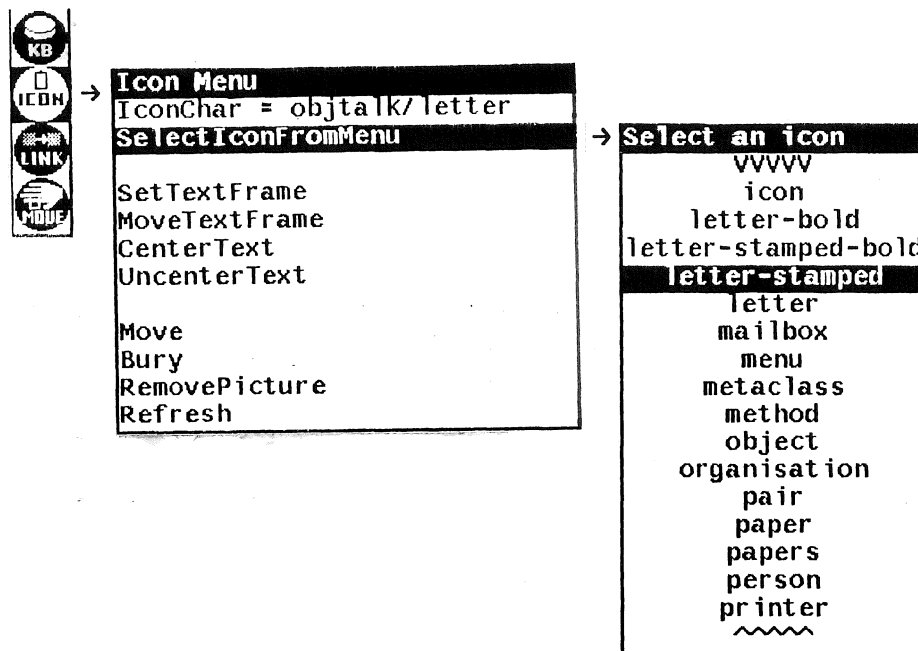 KB
ICON
LINK
MOVE
→
Icon Menu
IconChar = objtalk/letter
SelectIconFromMenu
SetTextFrame
MoveTextFrame
CenterText
UncenterText
Move
Bury
RemovePicture
Refresh
→
Select an icon
VVVVV
icon
letter-bold
letter-stamped-bold
letter-stamped
letter
mailbox
menu
metaclass
method
object
organisation
pair
paper
papers
person
printer